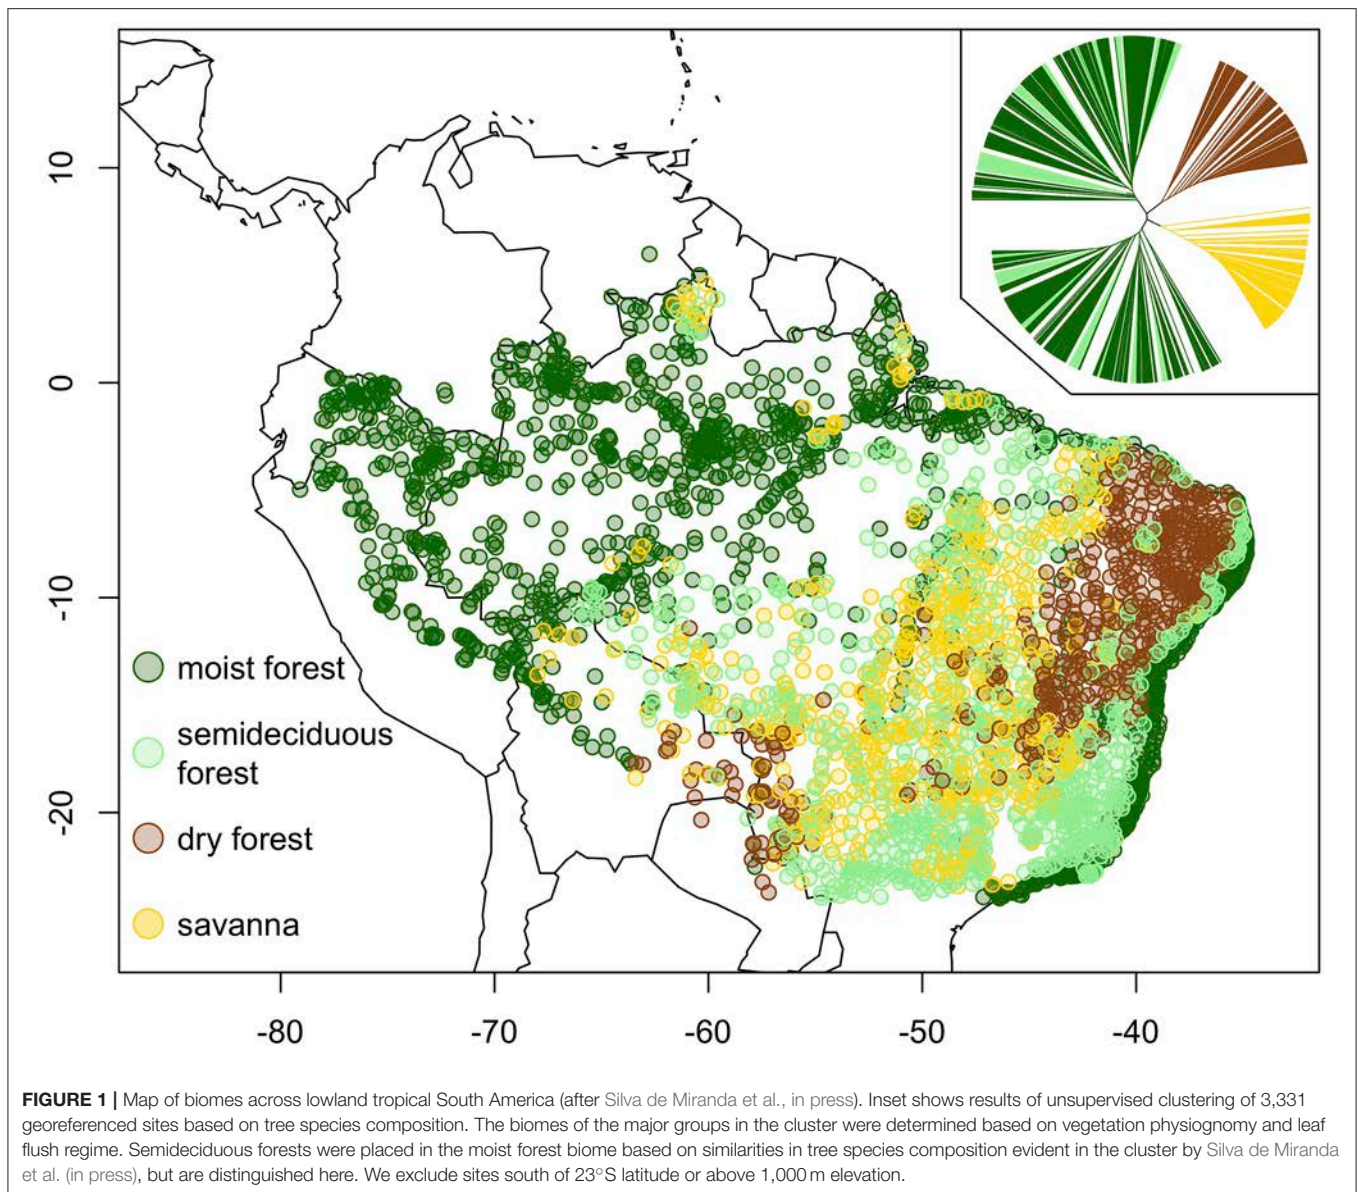 10
0
-10
-20
moist forest
semideciduous
forest
dry forest
savanna
-80
-70
-60
-50
-40
FIGURE 1 | Map of biomes across lowland tropical South America (after Silva de Miranda et al., in press). Inset shows results of unsupervised clustering of 3,331
georeferenced sites based on tree species composition. The biomes of the major groups in the cluster were determined based on vegetation physiognomy and leaf
flush regime. Semideciduous forests were placed in the moist forest biome based on similarities in tree species composition evident in the cluster by Silva de Miranda
et al. (in press), but are distinguished here. We exclude sites south of 23°S latitude or above 1,000 m elevation.